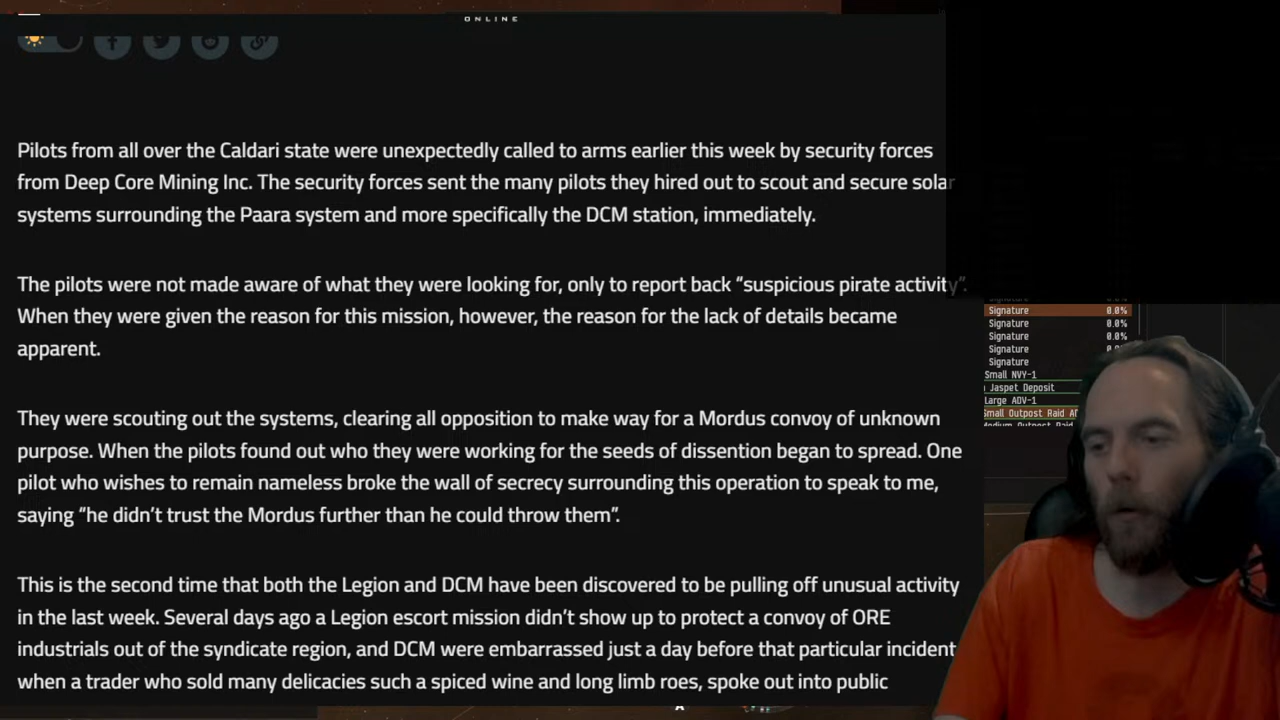 ONLINE
Pilots from all over the Caldari state were unexpectedly called to arms earlier this week by security forces
from Deep Core Mining Inc. The security forces sent the many pilots they hired out to scout and secure solar
systems surrounding the Paara system and more specifically the DCM station, immediately.
The pilots were not made aware of what they were looking for, only to report back “suspicious pirate activity”.
When they were given the reason for this mission, however, the reason for the lack of details became
apparent.
They were scouting out the systems, clearing all opposition to make way for a Mordus convoy of unknown
purpose. When the pilots found out who they were working for the seeds of dissention began to spread. One
pilot who wishes to remain nameless broke the wall of secrecy surrounding this operation to speak to me,
saying “he didn’t trust the Mordus further than he could throw them”.
This is the second time that both the Legion and DCM have been discovered to be pulling off unusual activity
in the last week. Several days ago a Legion escort mission didn’t show up to protect a convoy of ORE
industrials out of the syndicate region, and DCM were embarrassed just a day before that particular incident
when a trader who sold many delicacies such a spiced wine and long limb roes, spoke out into public
Signature 0.0%
Signature 0.0%
Signature 0.0%
Signature
Signature
Small NVY-1
Jaspet Deposit
Large ADV-1
Small Outpost Raid
Medium Outpost Raid